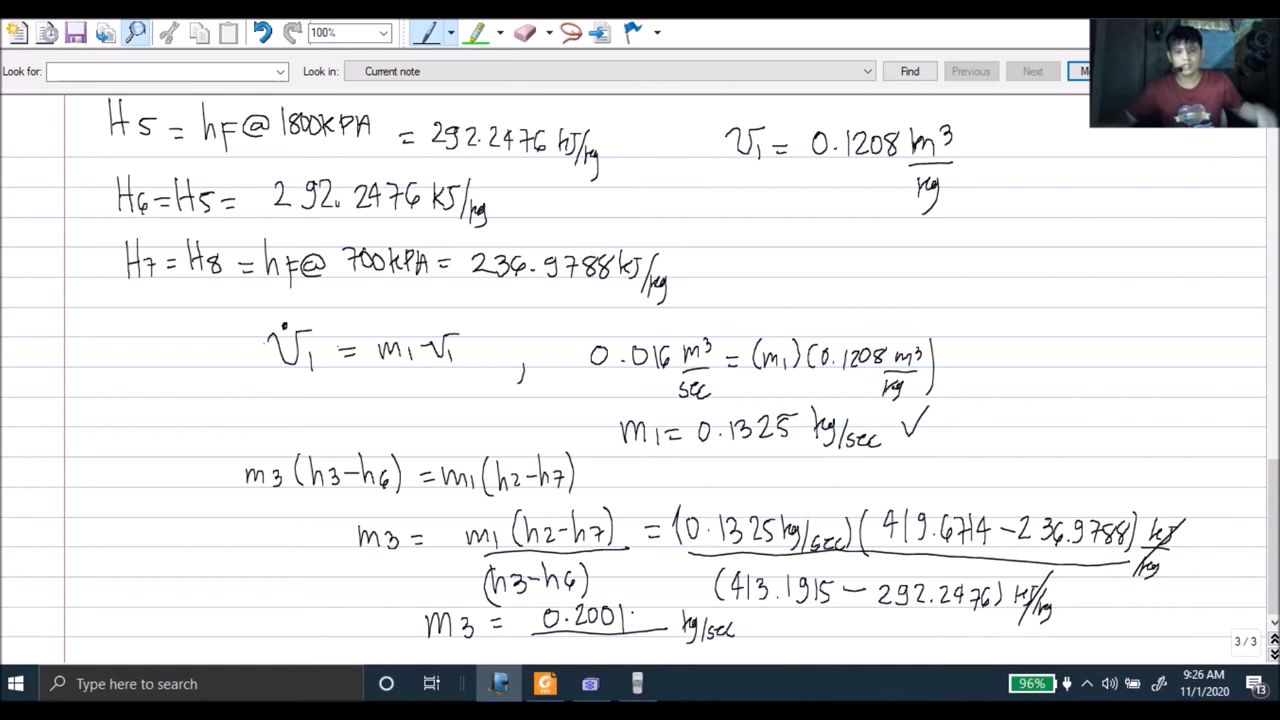 100%
Look for:
Look in:
Current note
Find
Previous
Next
H5 = hF@ 1800KPA = 292.2476 kJ/kg
V1 = 0.1208 m³/kg
H6 = H5 = 292.2476 KJ/kg
H7 = H8 = hF@ 700KPA = 236.9788 kJ/kg
V̇1 = m1 v1 , 0.016 m³/sec = (m1)(0.1208 m³/kg)
m1 = 0.1325 kg/sec ✓
m3 (h3-h6) = m1 (h2-h7)
m3 = m1 (h2-h7) / (h3-h6) = (0.1325 kg/sec)(419.6714 - 236.9788) kJ/kg / (413.1915 - 292.2476) kJ/kg
m3 = 0.2001 kg/sec
3/3
Type here to search
96%
9:26 AM
11/1/2020
13